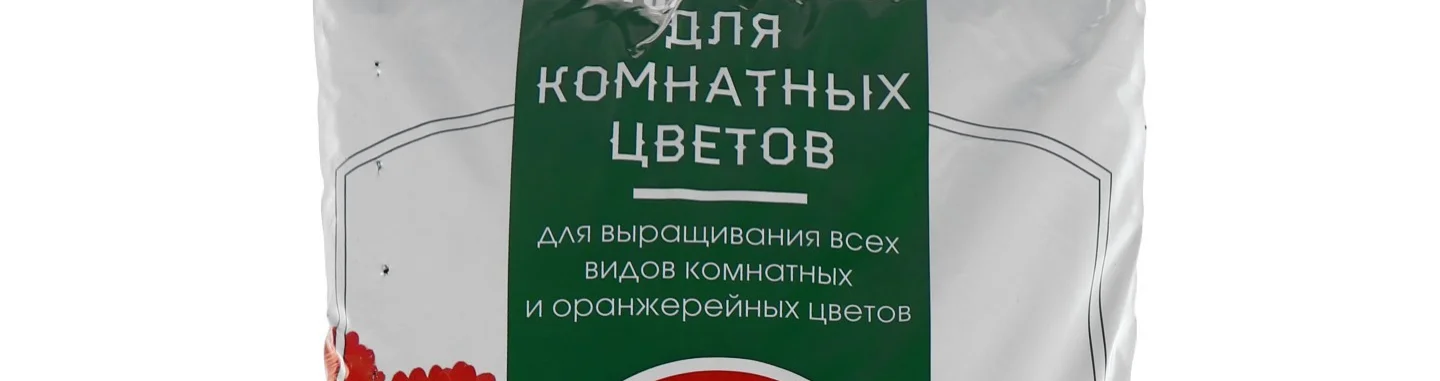 ДЛЯ
КОМНАТНЫХ
ЦВЕТОВ
для выращивания всех
видов комнатных
и оранжерейных цветов